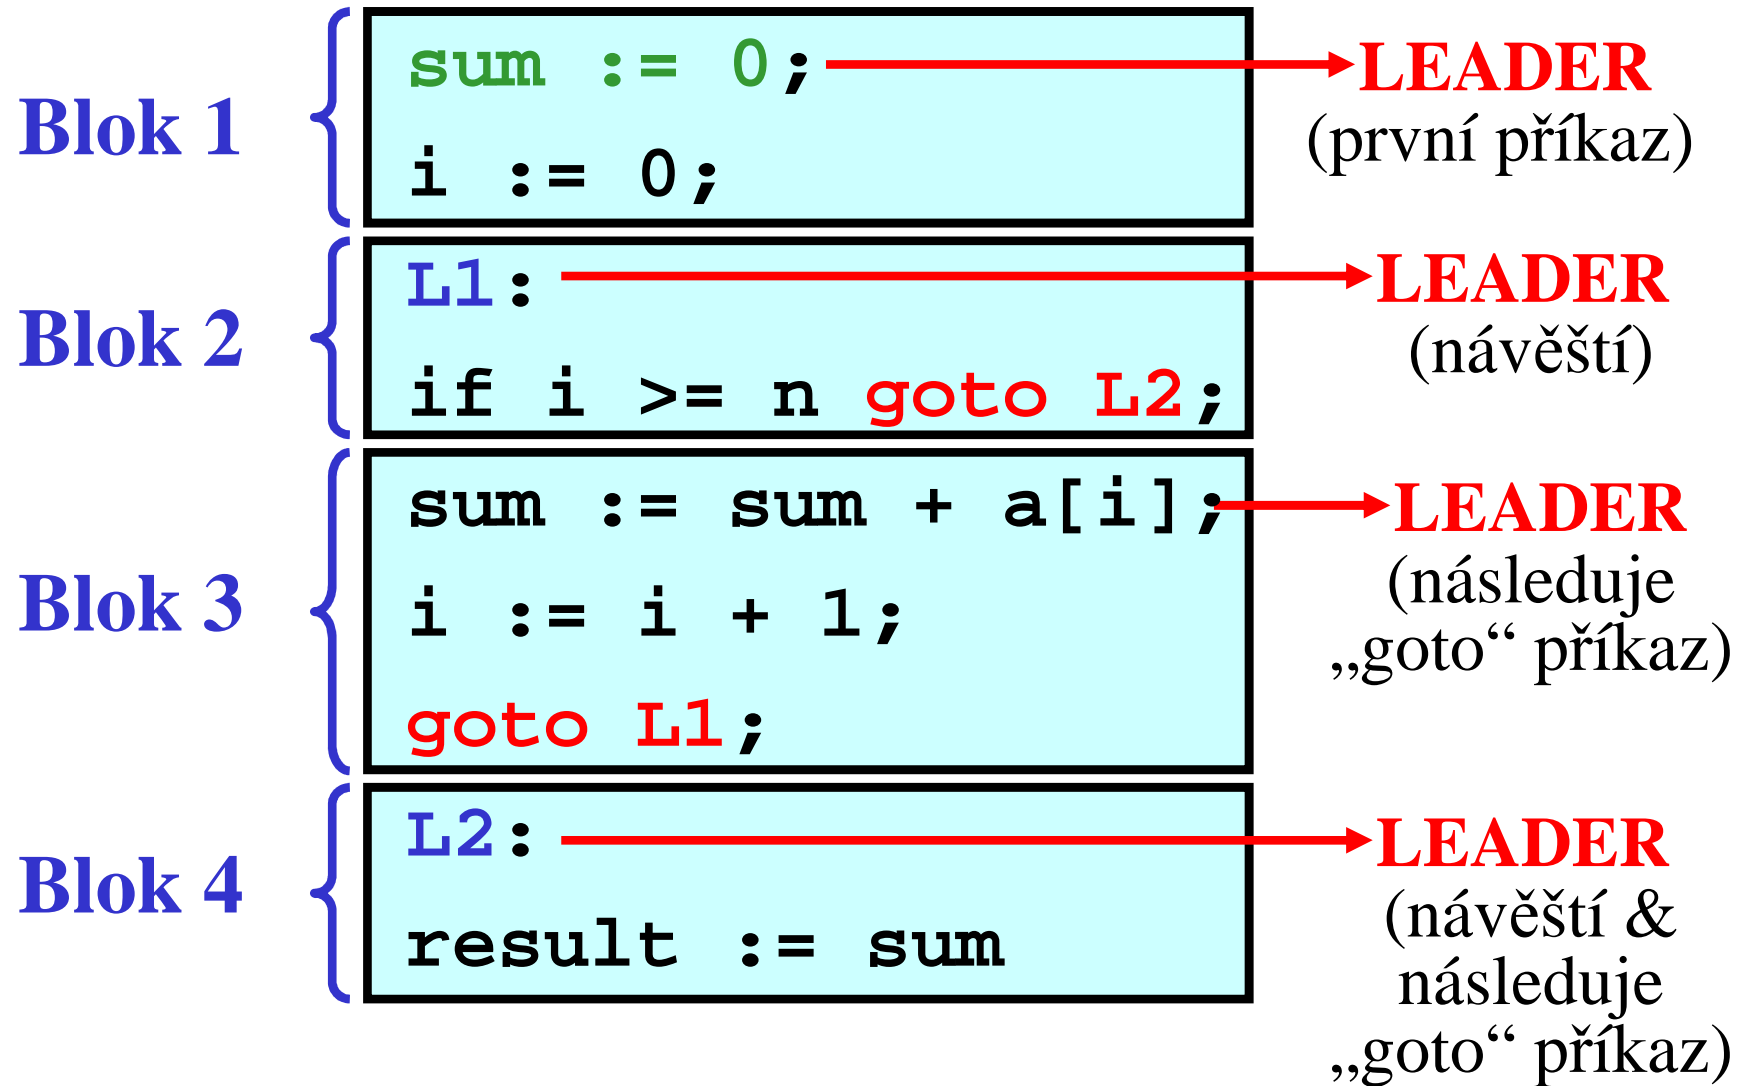 Blok 1
sum := 0;
i := 0;
LEADER
(první příkaz)
Blok 2
L1:
if i >= n goto L2;
LEADER
(návěští)
Blok 3
sum := sum + a[i];
i := i + 1;
goto L1;
LEADER
(následuje
„goto“ příkaz)
Blok 4
L2:
result := sum
LEADER
(návěští &
následuje
„goto“ příkaz)